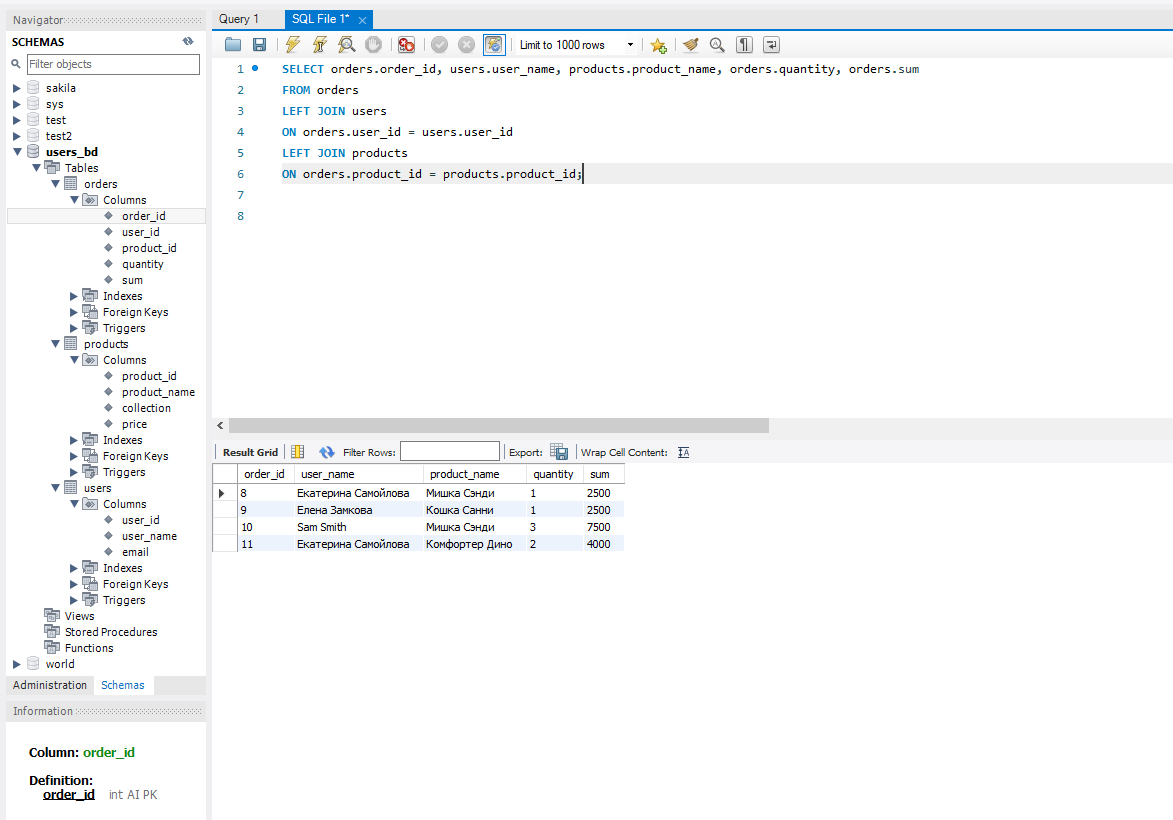 Navigator
SCHEMAS
Filter objects
sakila
sys
test
test2
users_bd
Tables
orders
Columns
order_id
user_id
product_id
quantity
sum
Indexes
Foreign Keys
Triggers
products
Columns
product_id
product_name
collection
price
Indexes
Foreign Keys
Triggers
users
Columns
user_id
user_name
email
Indexes
Foreign Keys
Triggers
Views
Stored Procedures
Functions
world
Administration Schemas
Information
Column: order_id
Definition:
order_id int AI PK
Query 1 SQL File 1*
Limit to 1000 rows
1 SELECT orders.order_id, users.user_name, products.product_name, orders.quantity, orders.sum
2 FROM orders
3 LEFT JOIN users
4 ON orders.user_id = users.user_id
5 LEFT JOIN products
6 ON orders.product_id = products.product_id;
7
8
Result Grid Filter Rows: Export: Wrap Cell Content:
order_id user_name product_name quantity sum
8 Екатерина Самойлова Мишка Сэнди 1 2500
9 Елена Замкова Кошка Санни 1 2500
10 Sam Smith Мишка Сэнди 3 7500
11 Екатерина Самойлова Комфортер Дино 2 4000